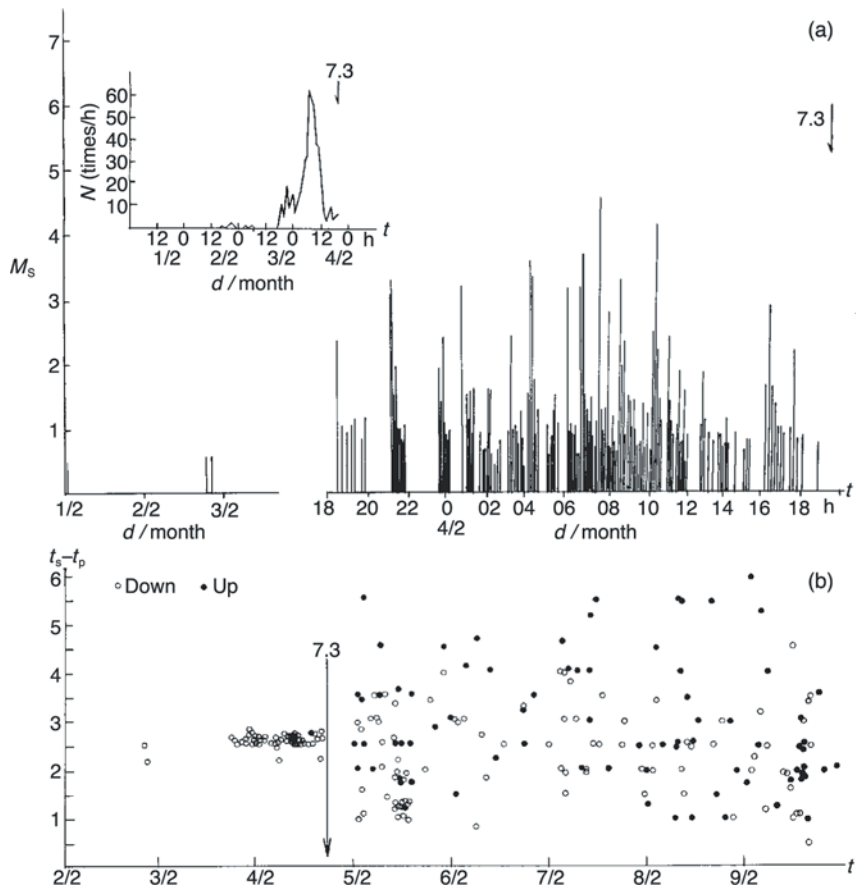 (a)
7
6
5
4
3
2
1
M_S
7.3
60
50
40
30
20
10
N (times/h)
12 0 12 0 12 0 12 0 h t
1/2 2/2 3/2 4/2
d / month
7.3
1/2 2/2 3/2
d / month
18 20 22 0 02 04 06 08 10 12 14 16 18 h t
4/2
d / month
(b)
t_s–t_p
6
5
4
3
2
1
○ Down ● Up
7.3
2/2 3/2 4/2 5/2 6/2 7/2 8/2 9/2 t